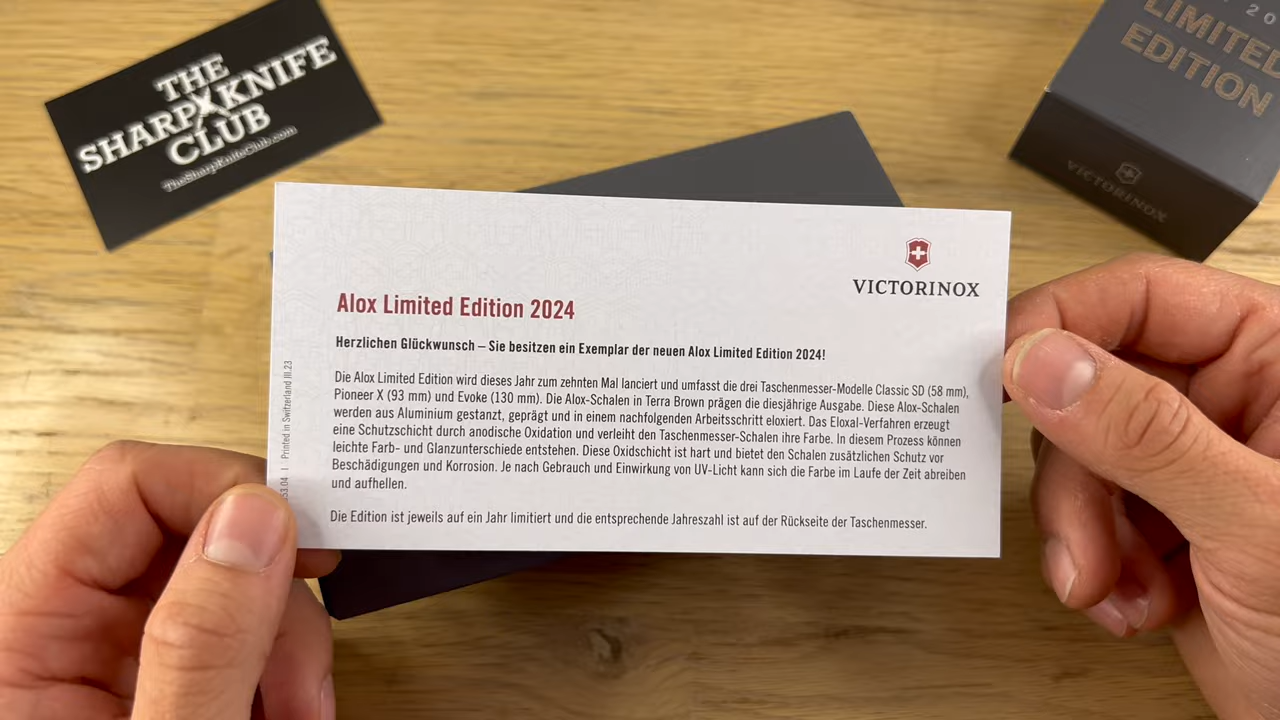 THE
SHARP KNIFE
CLUB
TheSharpKnifeClub.com
LIMITED
EDITION
VICTORINOX
VICTORINOX
Alox Limited Edition 2024
Herzlichen Glückwunsch – Sie besitzen ein Exemplar der neuen Alox Limited Edition 2024!
Die Alox Limited Edition wird dieses Jahr zum zehnten Mal lanciert und umfasst die drei Taschenmesser-Modelle Classic SD (58 mm),
Pioneer X (93 mm) und Evoke (130 mm). Die Alox-Schalen in Terra Brown prägen die diesjährige Ausgabe. Diese Alox-Schalen
werden aus Aluminium gestanzt, geprägt und in einem nachfolgenden Arbeitsschritt eloxiert. Das Eloxal-Verfahren erzeugt
eine Schutzschicht durch anodische Oxidation und verleiht den Taschenmesser-Schalen ihre Farbe. In diesem Prozess können
leichte Farb- und Glanzunterschiede entstehen. Diese Oxidschicht ist hart und bietet den Schalen zusätzlichen Schutz vor
Beschädigungen und Korrosion. Je nach Gebrauch und Einwirkung von UV-Licht kann sich die Farbe im Laufe der Zeit abreiben
und aufhellen.
Die Edition ist jeweils auf ein Jahr limitiert und die entsprechende Jahreszahl ist auf der Rückseite der Taschenmesser.
53.04 I Printed in Switzerland III.23